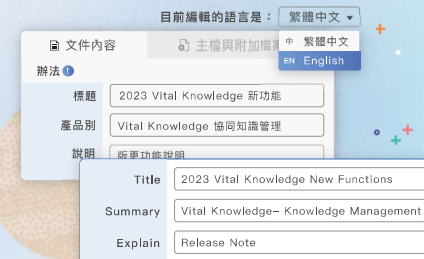 目前編輯的語言是： 繁體中文
中 繁體中文
EN English
文件內容 主檔與附加檔案
辦法
標題 2023 Vital Knowledge 新功能
產品別 Vital Knowledge 協同知識管理
說明 版更功能說明
Title 2023 Vital Knowledge New Functions
Summary Vital Knowledge– Knowledge Management
Explain Release Note